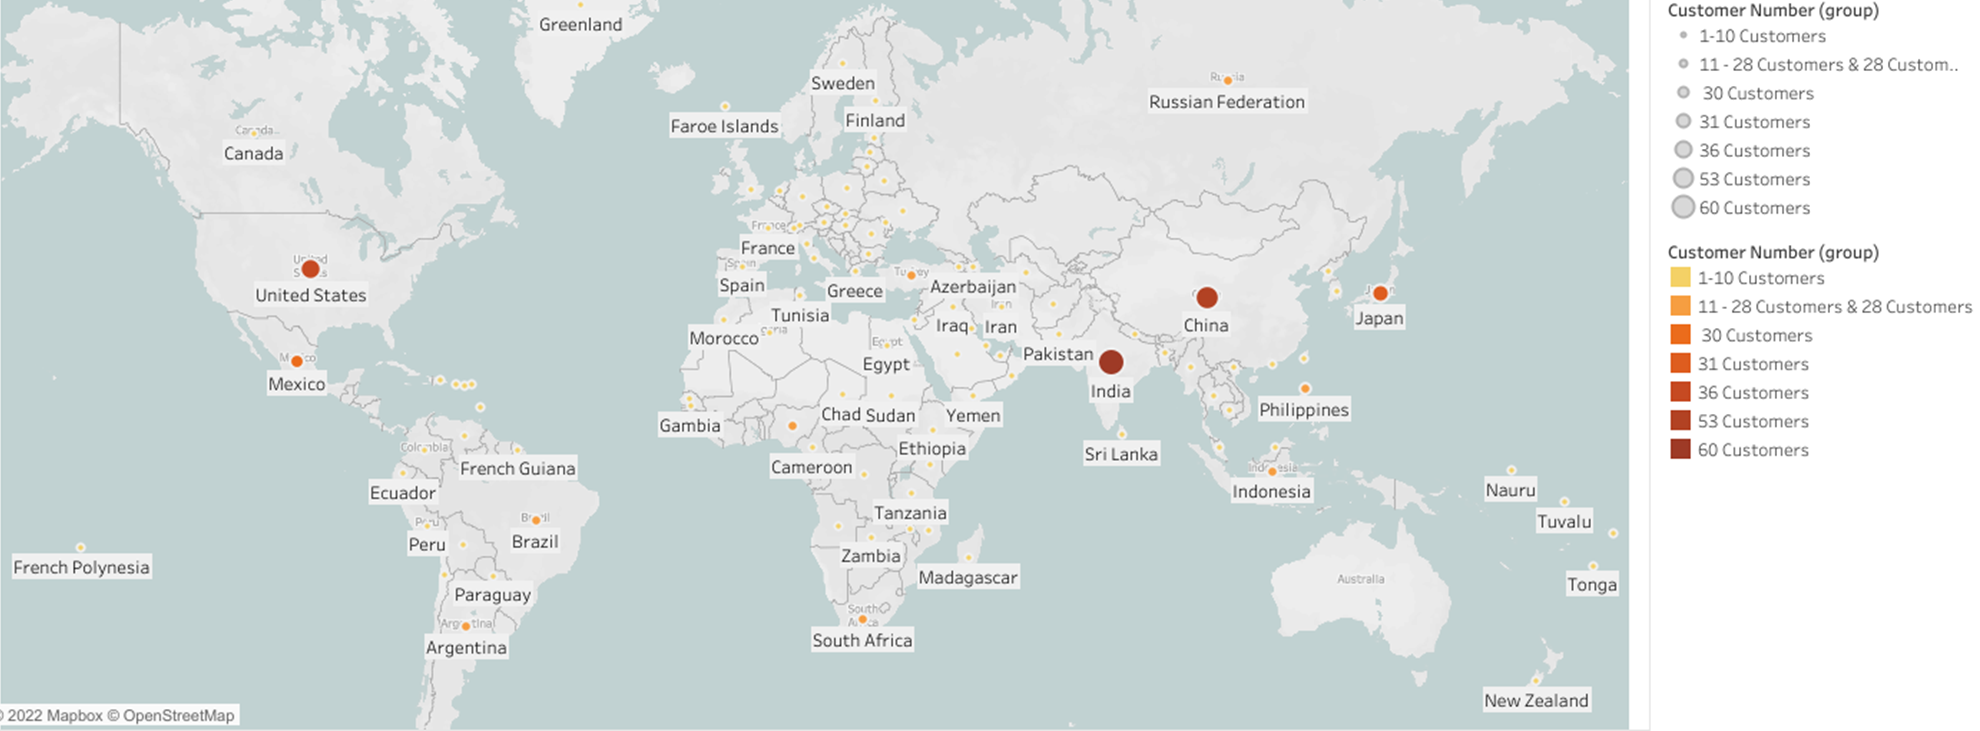 Greenland
Sweden
Russian Federation
Faroe Islands
Finland
Canada
France
Spain
Greece
Azerbaijan
United States
Tunisia
China
Japan
Morocco
Iraq
Iran
Egypt
Pakistan
Mexico
India
Gambia
Chad
Sudan
Yemen
Philippines
Ethiopia
Sri Lanka
Colombia
French Guiana
Cameroon
Ecuador
Indonesia
Nauru
Tanzania
Tuvalu
Peru
Brazil
Zambia
French Polynesia
Madagascar
Australia
Tonga
Paraguay
South
South Africa
Argentina
New Zealand
© 2022 Mapbox © OpenStreetMap
Customer Number (group)
1-10 Customers
11 - 28 Customers & 28 Custom..
30 Customers
31 Customers
36 Customers
53 Customers
60 Customers
Customer Number (group)
1-10 Customers
11 - 28 Customers & 28 Customers
30 Customers
31 Customers
36 Customers
53 Customers
60 Customers